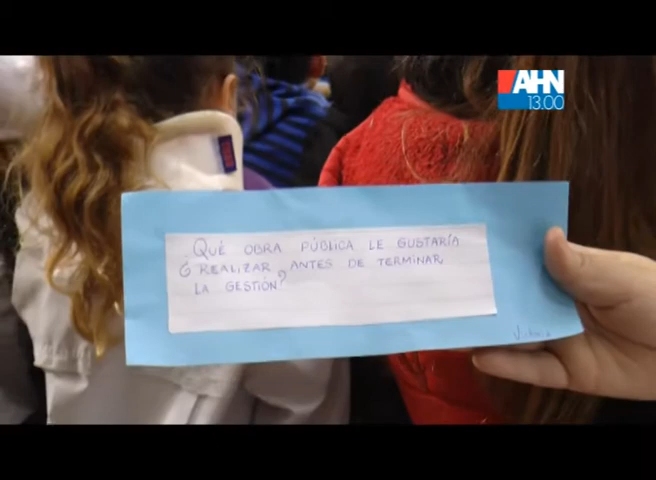 AHN
13.00
QUÉ OBRA PÚBLICA LE GUSTARÍA
¿ REALIZAR ANTES DE TERMINAR
LA GESTIÓN?